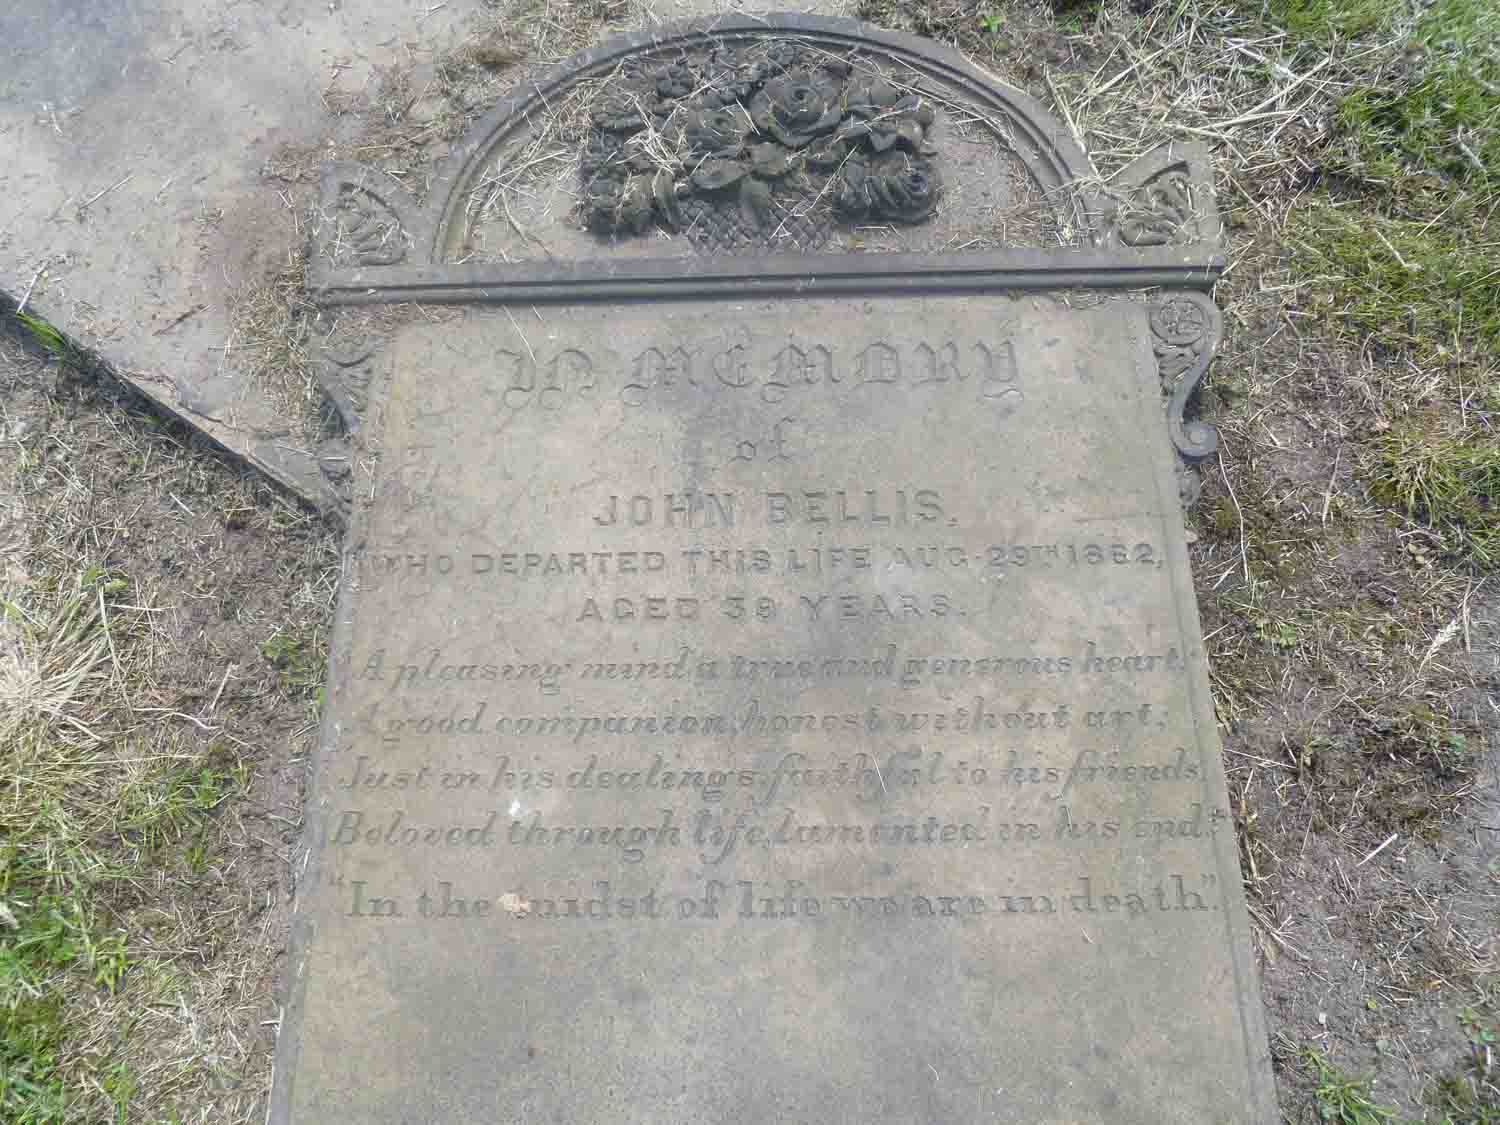 IN MEMORY
of
JOHN BELLIS,
WHO DEPARTED THIS LIFE AUG. 29TH 1882,
AGED 39 YEARS.
A pleasing mind a true and generous heart,
A good companion, honest without art;
Just in his dealings, faithful to his friends,
Beloved through life, lamented in his end."
"In the midst of life we are in death."